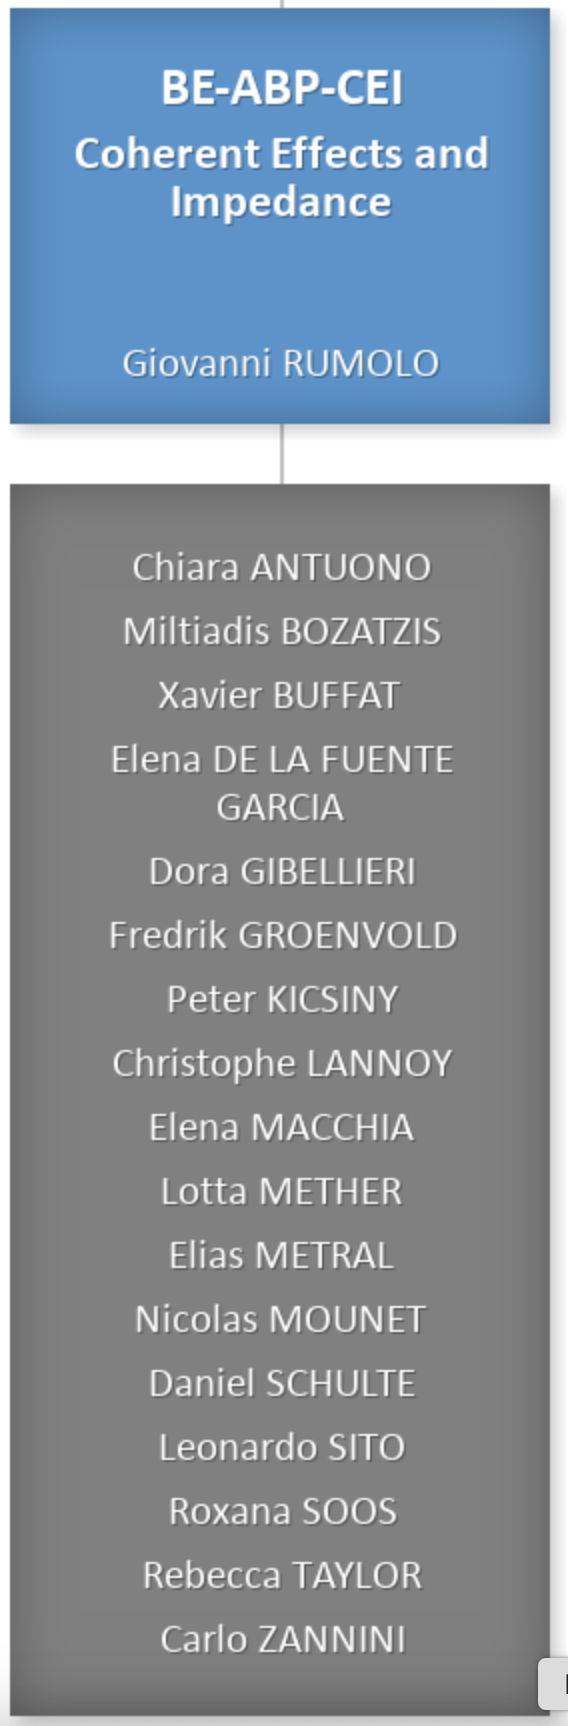 BE-ABP-CEI
Coherent Effects and
Impedance
Giovanni RUMOLO
Chiara ANTUONO
Miltiadis BOZATZIS
Xavier BUFFAT
Elena DE LA FUENTE
GARCIA
Dora GIBELLIERI
Fredrik GROENVOLD
Peter KICSINY
Christophe LANNOY
Elena MACCHIA
Lotta METHER
Elias METRAL
Nicolas MOUNET
Daniel SCHULTE
Leonardo SITO
Roxana SOOS
Rebecca TAYLOR
Carlo ZANNINI